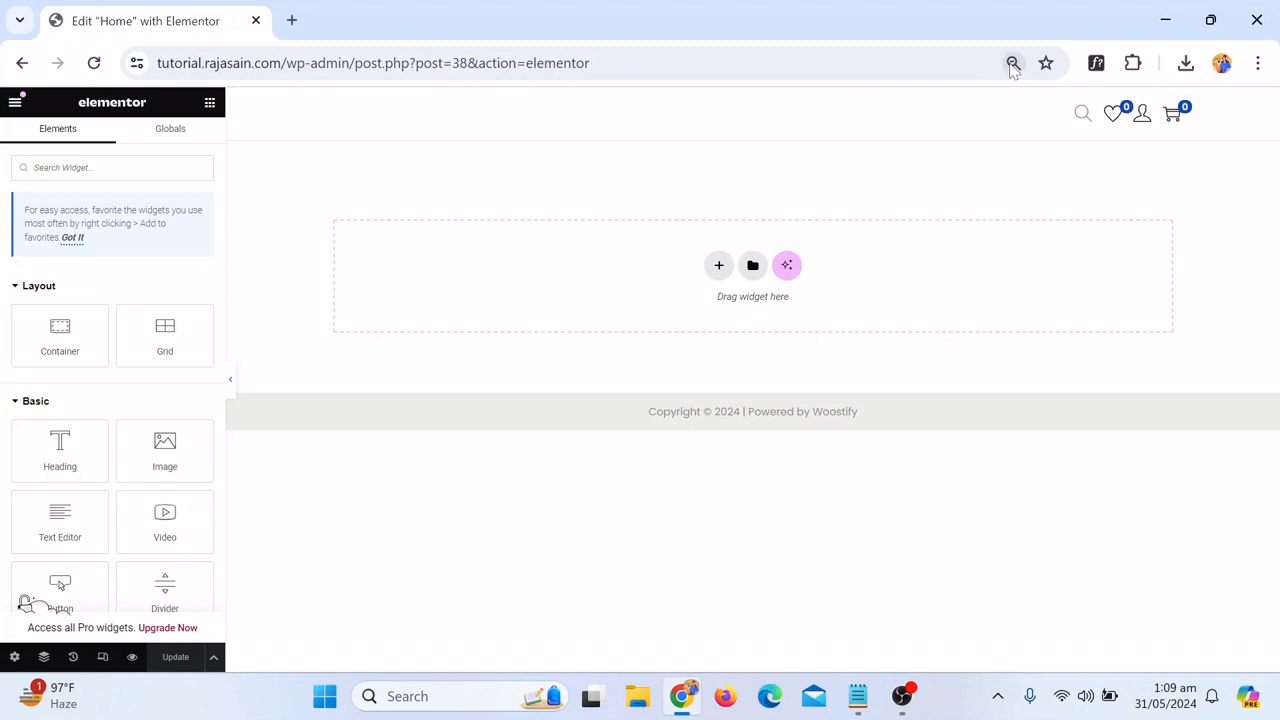 Edit "Home" with Elementor
tutorial.rajasain.com/wp-admin/post.php?post=38&action=elementor
f?
elementor
Elements
Globals
Search Widget...
For easy access, favorite the widgets you use
most often by right clicking > Add to
favorites. Got It
Layout
Container
Grid
Basic
Heading
Image
Text Editor
Video
Button
Divider
Access all Pro widgets. Upgrade Now
Update
0
0
Drag widget here
Copyright © 2024 | Powered by Woostify
1
97°F
Haze
Search
1:09 am
31/05/2024
PRE